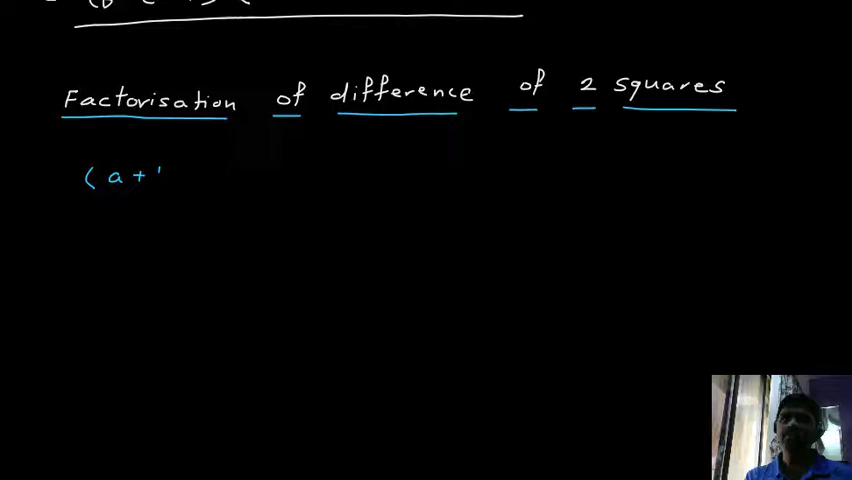 Factorisation of difference of 2 squares
( a +